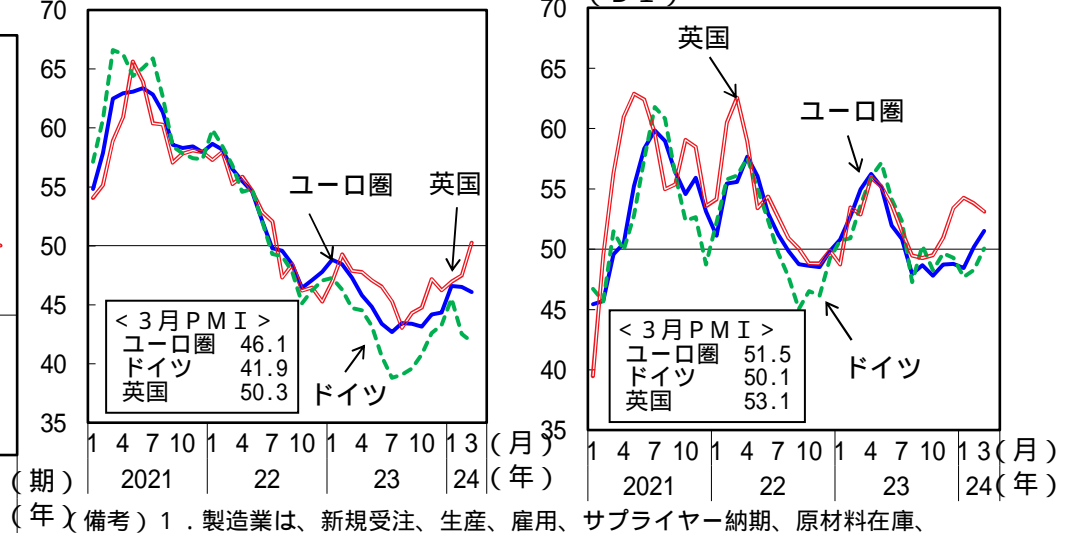 (ＤＩ)
70
65
60
55
50
45
40
35
ユーロ圏
英国
ドイツ
<３月ＰＭＩ>
ユーロ圏 46.1
ドイツ 41.9
英国 50.3
1 4 7 10 1 4 7 10 1 4 7 10 1 3 (月)
2021 22 23 24 (年)
70
65
60
55
50
45
40
35
英国
ユーロ圏
ドイツ
<３月ＰＭＩ>
ユーロ圏 51.5
ドイツ 50.1
英国 53.1
1 4 7 10 1 4 7 10 1 4 7 10 1 3 (月)
2021 22 23 24 (年)
(期)
(年)
(備考) １．製造業は、新規受注、生産、雇用、サプライヤー納期、原材料在庫、